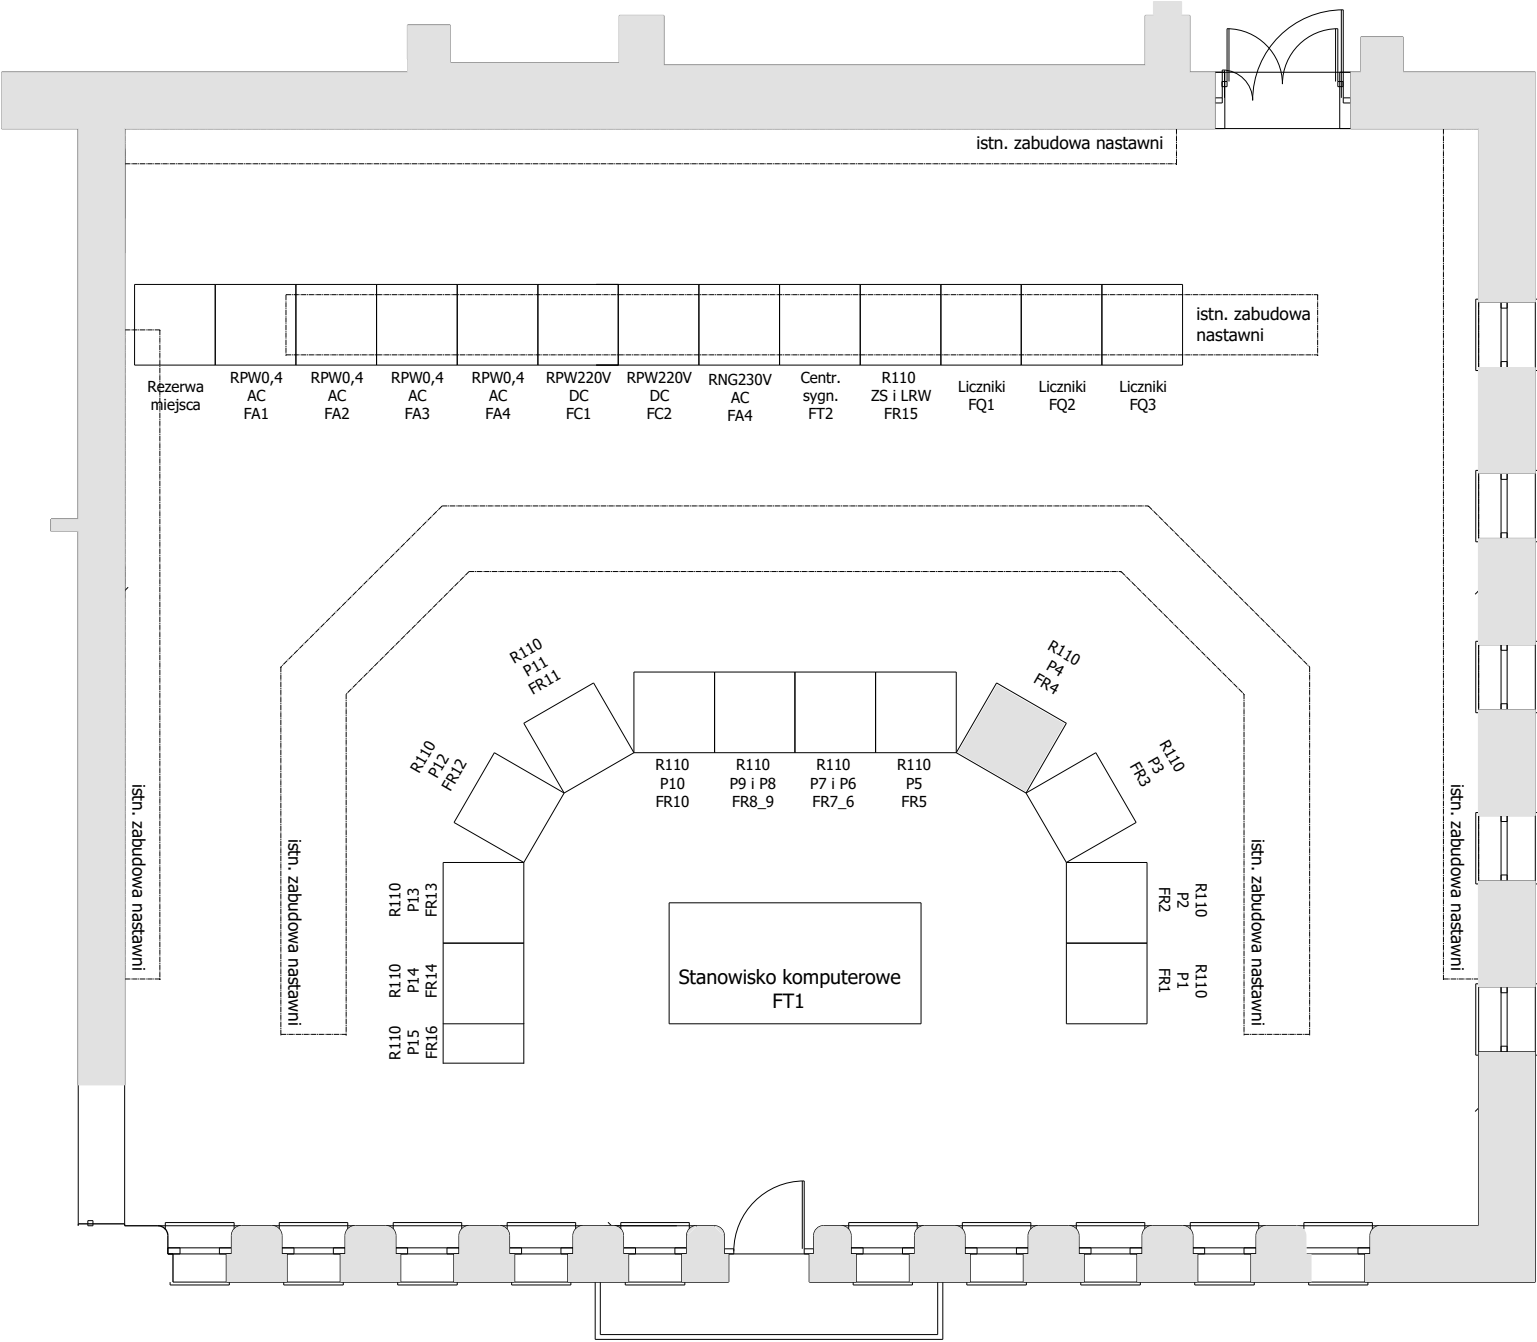 istn. zabudowa nastawni
istn. zabudowa
nastawni
Rezerwa
miejsca
RPW0,4
AC
FA1
RPW0,4
AC
FA2
RPW0,4
AC
FA3
RPW0,4
AC
FA4
RPW220V
DC
FC1
RPW220V
DC
FC2
RNG230V
AC
FA4
Centr.
sygn.
FT2
R110
ZS i LRW
FR15
Liczniki
FQ1
Liczniki
FQ2
Liczniki
FQ3
R110
P11
FR11
R110
P4
FR4
R110
P12
FR12
R110
P10
FR10
R110
P9 i P8
FR8_9
R110
P7 i P6
FR7_6
R110
P5
FR5
R110
P3
FR3
istn. zabudowa nastawni
istn. zabudowa nastawni
R110
P13
FR13
R110
P2
FR2
istn. zabudowa nastawni
istn. zabudowa nastawni
R110
P14
FR14
Stanowisko komputerowe
FT1
R110
P1
FR1
R110
P15
FR16